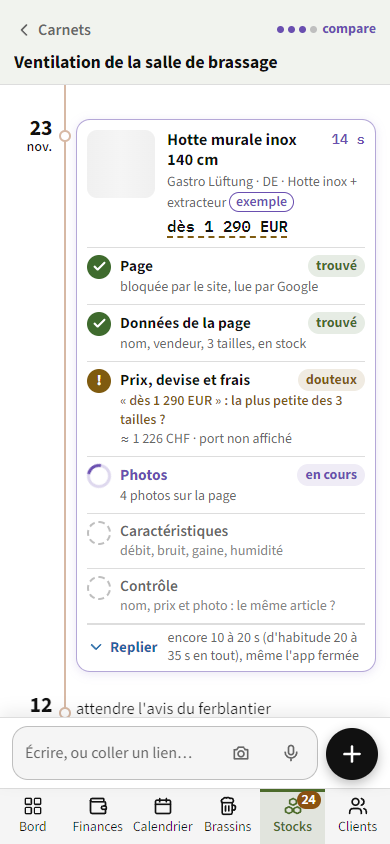 Carnets
compare
Ventilation de la salle de brassage
23
nov.
Hotte murale inox
140 cm
14 s
Gastro Lüftung · DE · Hotte inox +
extracteur exemple
dès 1 290 EUR
Page
trouvé
bloquée par le site, lue par Google
Données de la page
trouvé
nom, vendeur, 3 tailles, en stock
Prix, devise et frais
douteux
« dès 1 290 EUR » : la plus petite des 3
tailles ?
≈ 1 226 CHF · port non affiché
Photos
en cours
4 photos sur la page
Caractéristiques
débit, bruit, gaine, humidité
Contrôle
nom, prix et photo : le même article ?
Replier
encore 10 à 20 s (d'habitude 20 à
35 s en tout), même l'app fermée
12
attendre l'avis du ferblantier
Écrire, ou coller un lien…
24
Bord
Finances
Calendrier
Brassins
Stocks
Clients